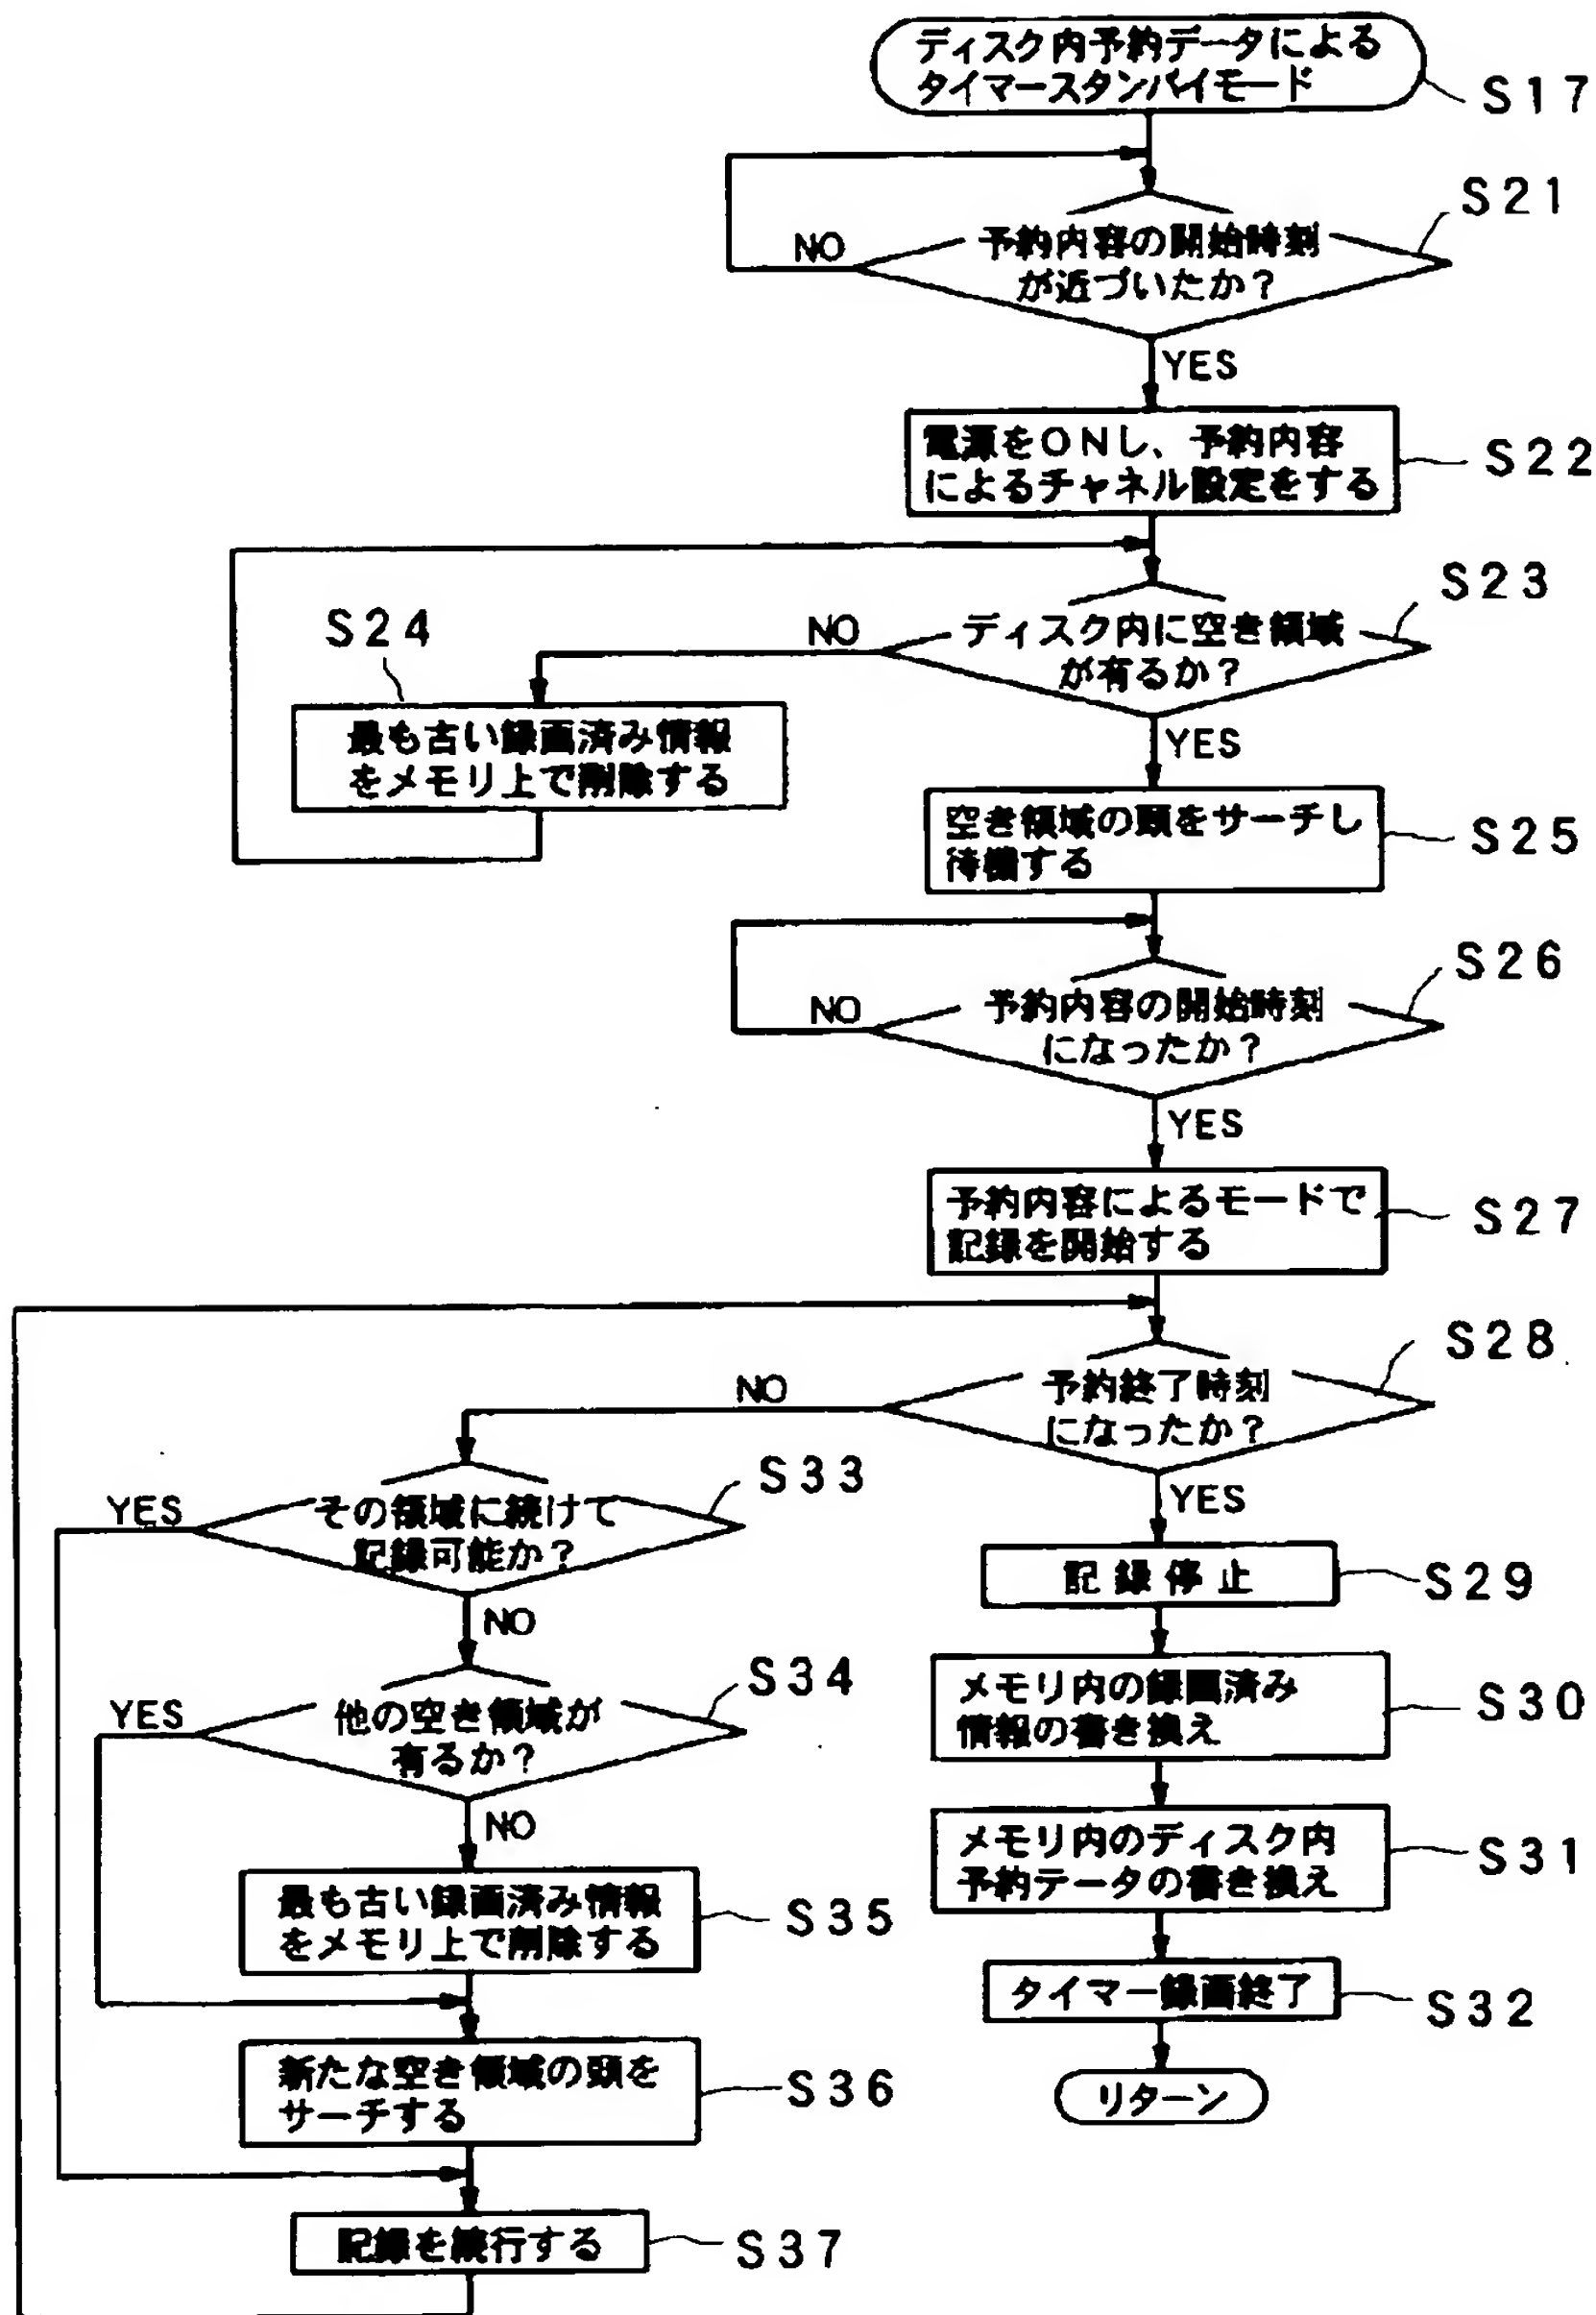 ディスク内予約データによる
タイマースタンバイモード
S17
S21
NO
予約内容の開始時刻
が近づいたか?
YES
電源をONし、予約内容
によるチャネル設定をする
S22
S23
S24
NO
ディスク内に空き領域
が有るか?
最も古い録画済み情報
をメモリ上で削除する
YES
空き領域の頭をサーチし
待機する
S25
S26
NO
予約内容の開始時刻
になったか?
YES
予約内容によるモードで
記録を開始する
S27
S28
NO
予約終了時刻
になったか?
S33
YES
その領域に続けて
記録可能か?
YES
記録停止
S29
NO
S34
YES
他の空き領域が
有るか?
メモリ内の録画済み
情報の書き換え
S30
NO
メモリ内のディスク内
予約データの書き換え
S31
最も古い録画済み情報
をメモリ上で削除する
S35
タイマー録画終了
S32
新たな空き領域の頭を
サーチする
S36
リターン
記録を続行する
S37